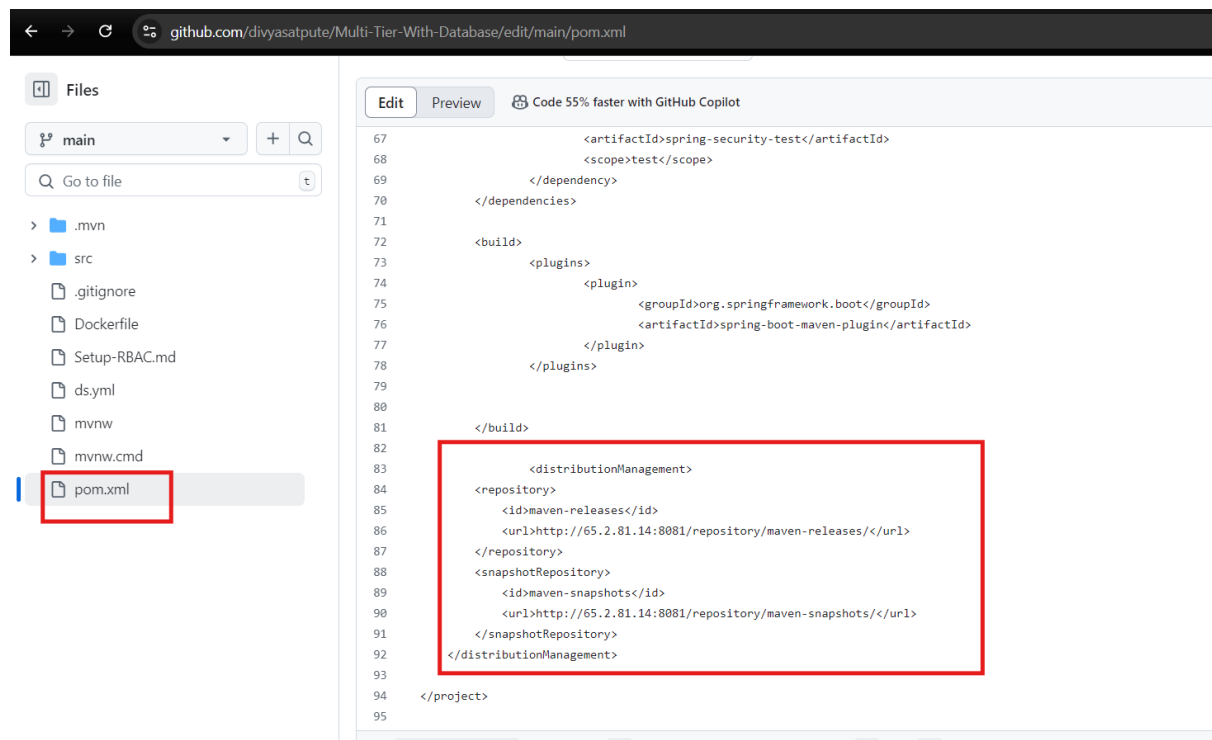 github.com/divyasatpute/Multi-Tier-With-Database/edit/main/pom.xml
Files
main
Go to file
t
.mvn
src
.gitignore
Dockerfile
Setup-RBAC.md
ds.yml
mvnw
mvnw.cmd
pom.xml
Edit Preview Code 55% faster with GitHub Copilot
67 <artifactId>spring-security-test</artifactId>
68 <scope>test</scope>
69 </dependency>
70 </dependencies>
71
72 <build>
73 <plugins>
74 <plugin>
75 <groupId>org.springframework.boot</groupId>
76 <artifactId>spring-boot-maven-plugin</artifactId>
77 </plugin>
78 </plugins>
79
80
81 </build>
82
83 <distributionManagement>
84 <repository>
85 <id>maven-releases</id>
86 <url>http://65.2.81.14:8081/repository/maven-releases/</url>
87 </repository>
88 <snapshotRepository>
89 <id>maven-snapshots</id>
90 <url>http://65.2.81.14:8081/repository/maven-snapshots/</url>
91 </snapshotRepository>
92 </distributionManagement>
93
94 </project>
95